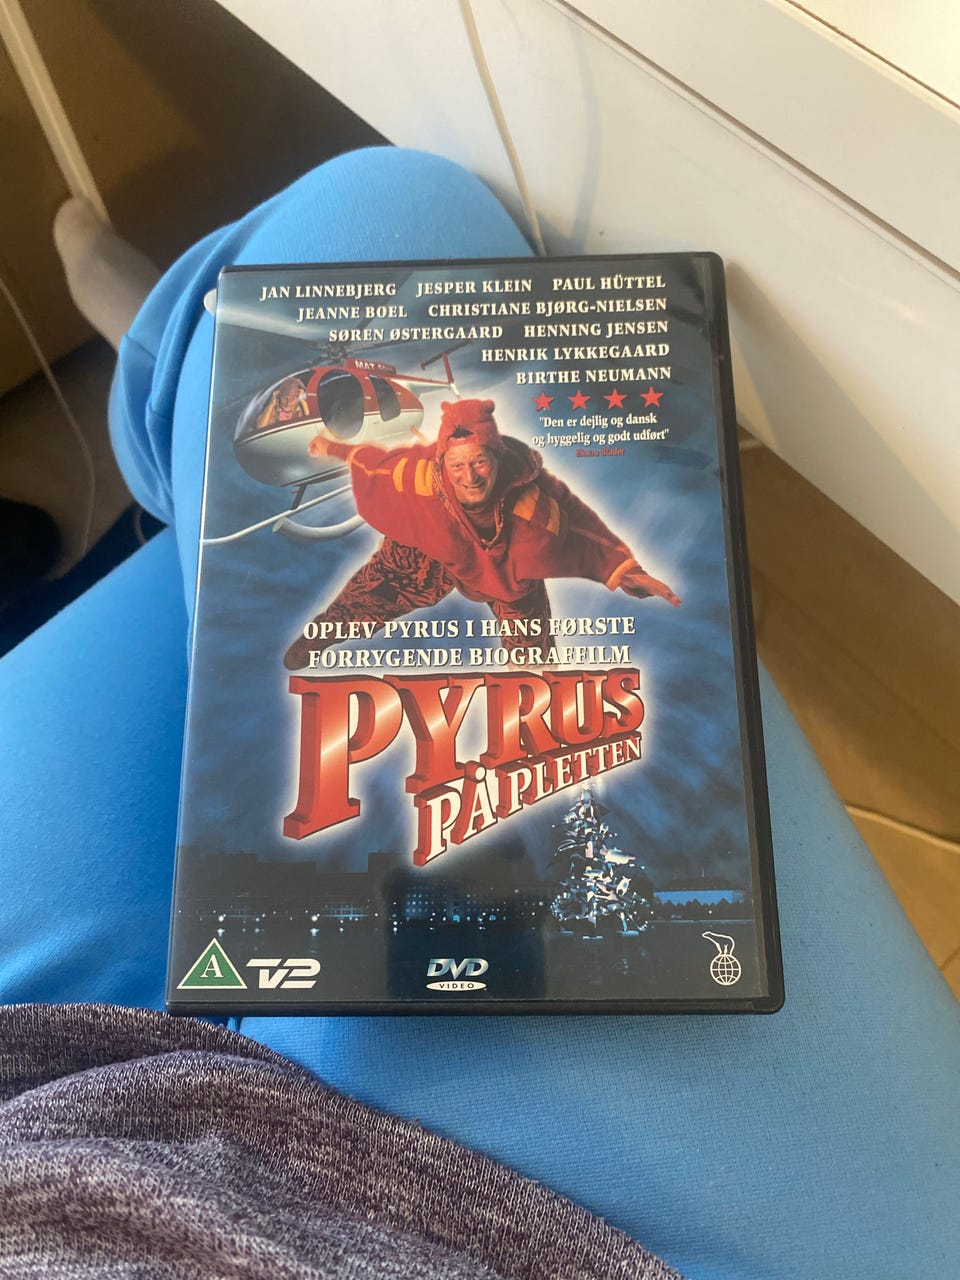 JAN LINNEBJERG JESPER KLEIN PAUL HÜTTEL
JEANNE BOEL CHRISTIANE BJØRG-NIELSEN
SØREN ØSTERGAARD HENNING JENSEN
HENRIK LYKKEGAARD
BIRTHE NEUMANN
"Den er dejlig og dansk
og hyggelig og godt udført"
Ekstra Bladet
OPLEV PYRUS I HANS FØRSTE
FORRYGENDE BIOGRAFFILM
PYRUS
PÅ PLETTEN
A TV2 DVD
VIDEO